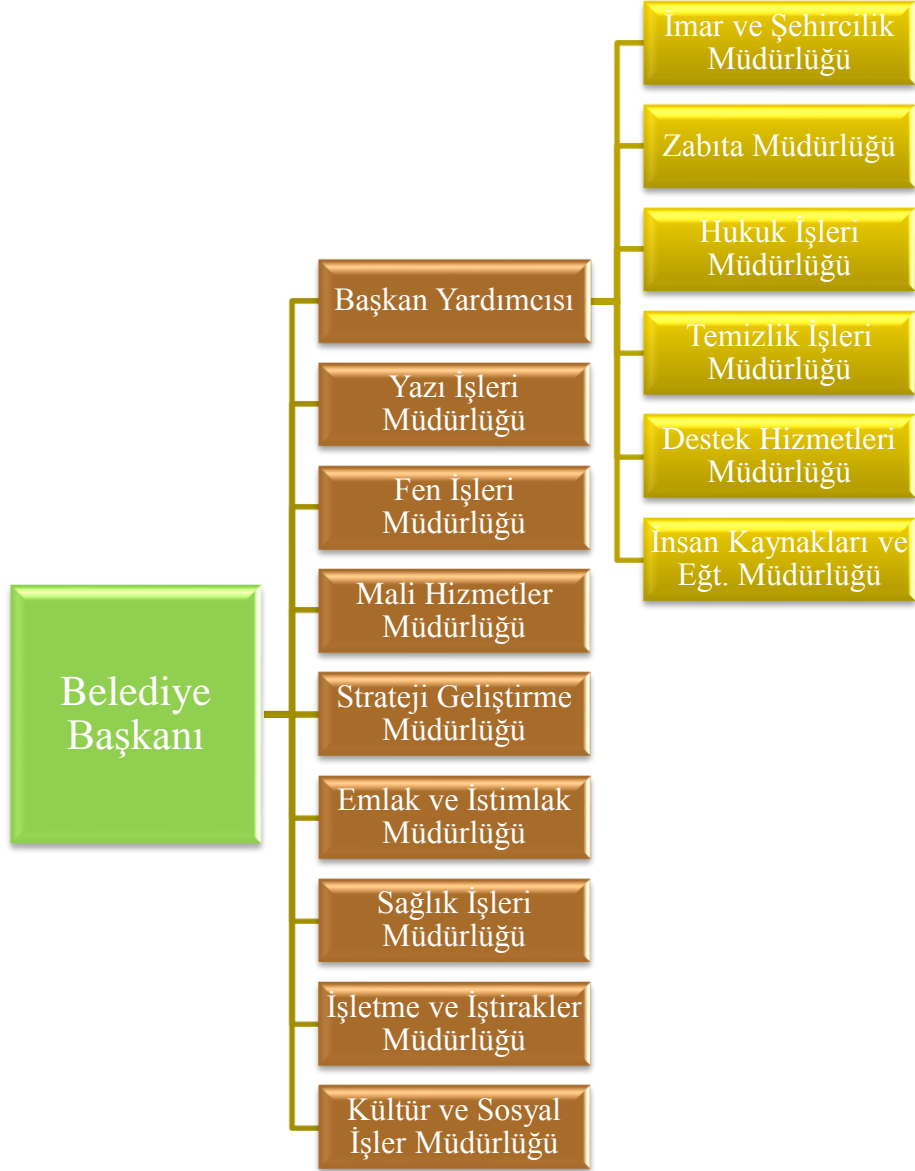 Belediye
Başkanı
Başkan Yardımcısı
İmar ve Şehircilik
Müdürlüğü
Zabıta Müdürlüğü
Hukuk İşleri
Müdürlüğü
Temizlik İşleri
Müdürlüğü
Destek Hizmetleri
Müdürlüğü
İnsan Kaynakları ve
Eğt. Müdürlüğü
Yazı İşleri
Müdürlüğü
Fen İşleri
Müdürlüğü
Mali Hizmetler
Müdürlüğü
Strateji Geliştirme
Müdürlüğü
Emlak ve İstimlak
Müdürlüğü
Sağlık İşleri
Müdürlüğü
İşletme ve İştirakler
Müdürlüğü
Kültür ve Sosyal
İşler Müdürlüğü